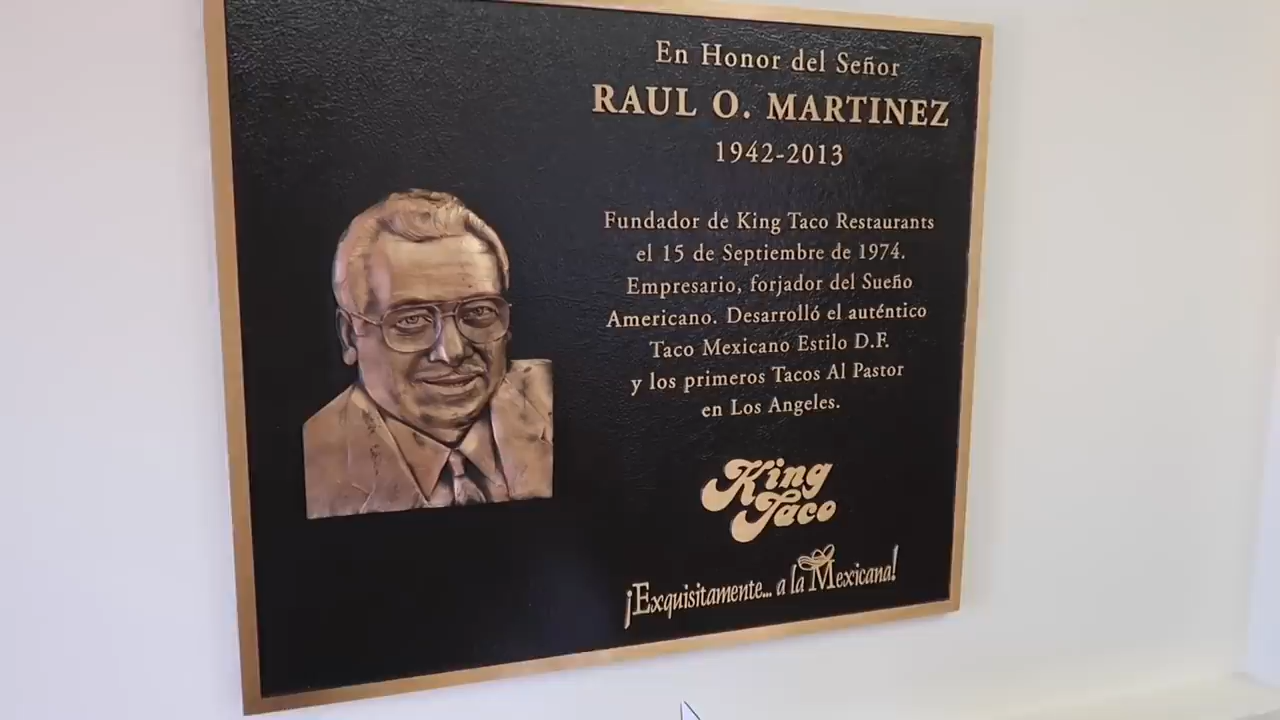 En Honor del Señor
RAUL O. MARTINEZ
1942-2013
Fundador de King Taco Restaurants
el 15 de Septiembre de 1974.
Empresario, forjador del Sueño
Americano. Desarrolló el auténtico
Taco Mexicano Estilo D.F.
y los primeros Tacos Al Pastor
en Los Angeles.
King
Taco
¡Exquisitamente... a la Mexicana!